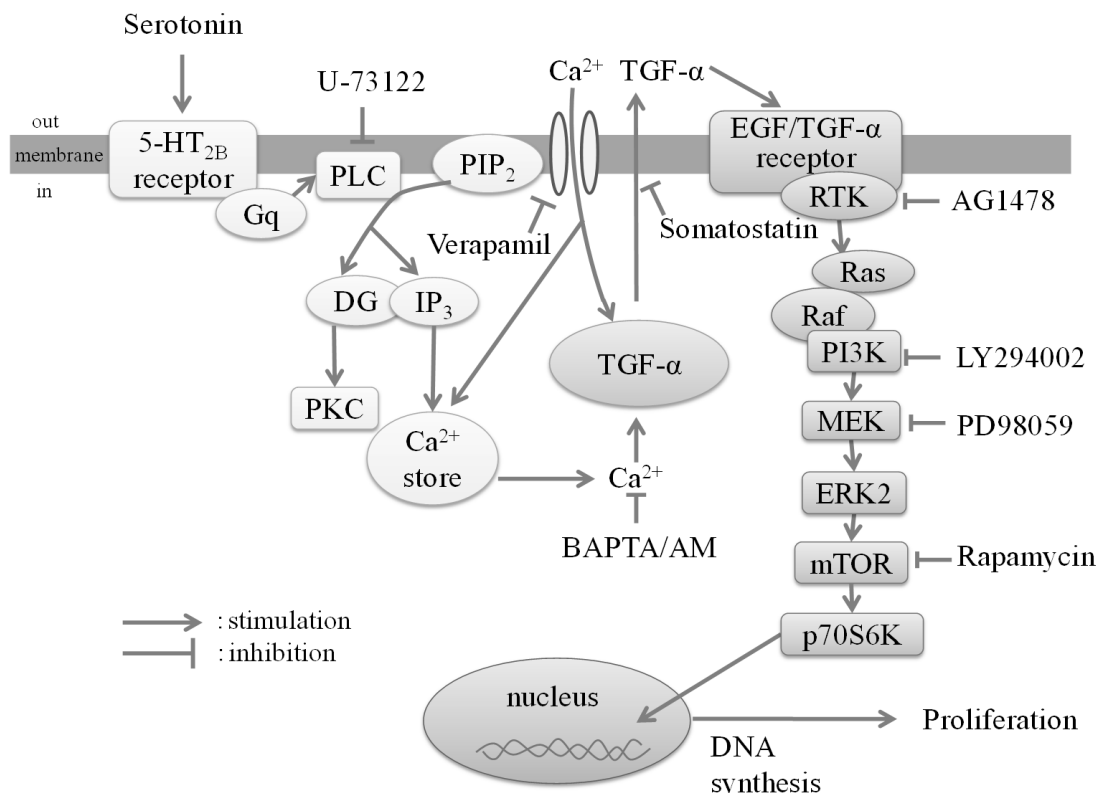 Serotonin
U-73122
Ca²⁺
TGF-α
out
membrane
in
5-HT₂B
receptor
Gq
PLC
PIP₂
EGF/TGF-α
receptor
RTK
AG1478
Verapamil
Somatostatin
Ras
DG
IP₃
Raf
TGF-α
PI3K
LY294002
PKC
MEK
PD98059
Ca²⁺
store
Ca²⁺
ERK2
BAPTA/AM
mTOR
Rapamycin
: stimulation
: inhibition
p70S6K
nucleus
Proliferation
DNA
synthesis